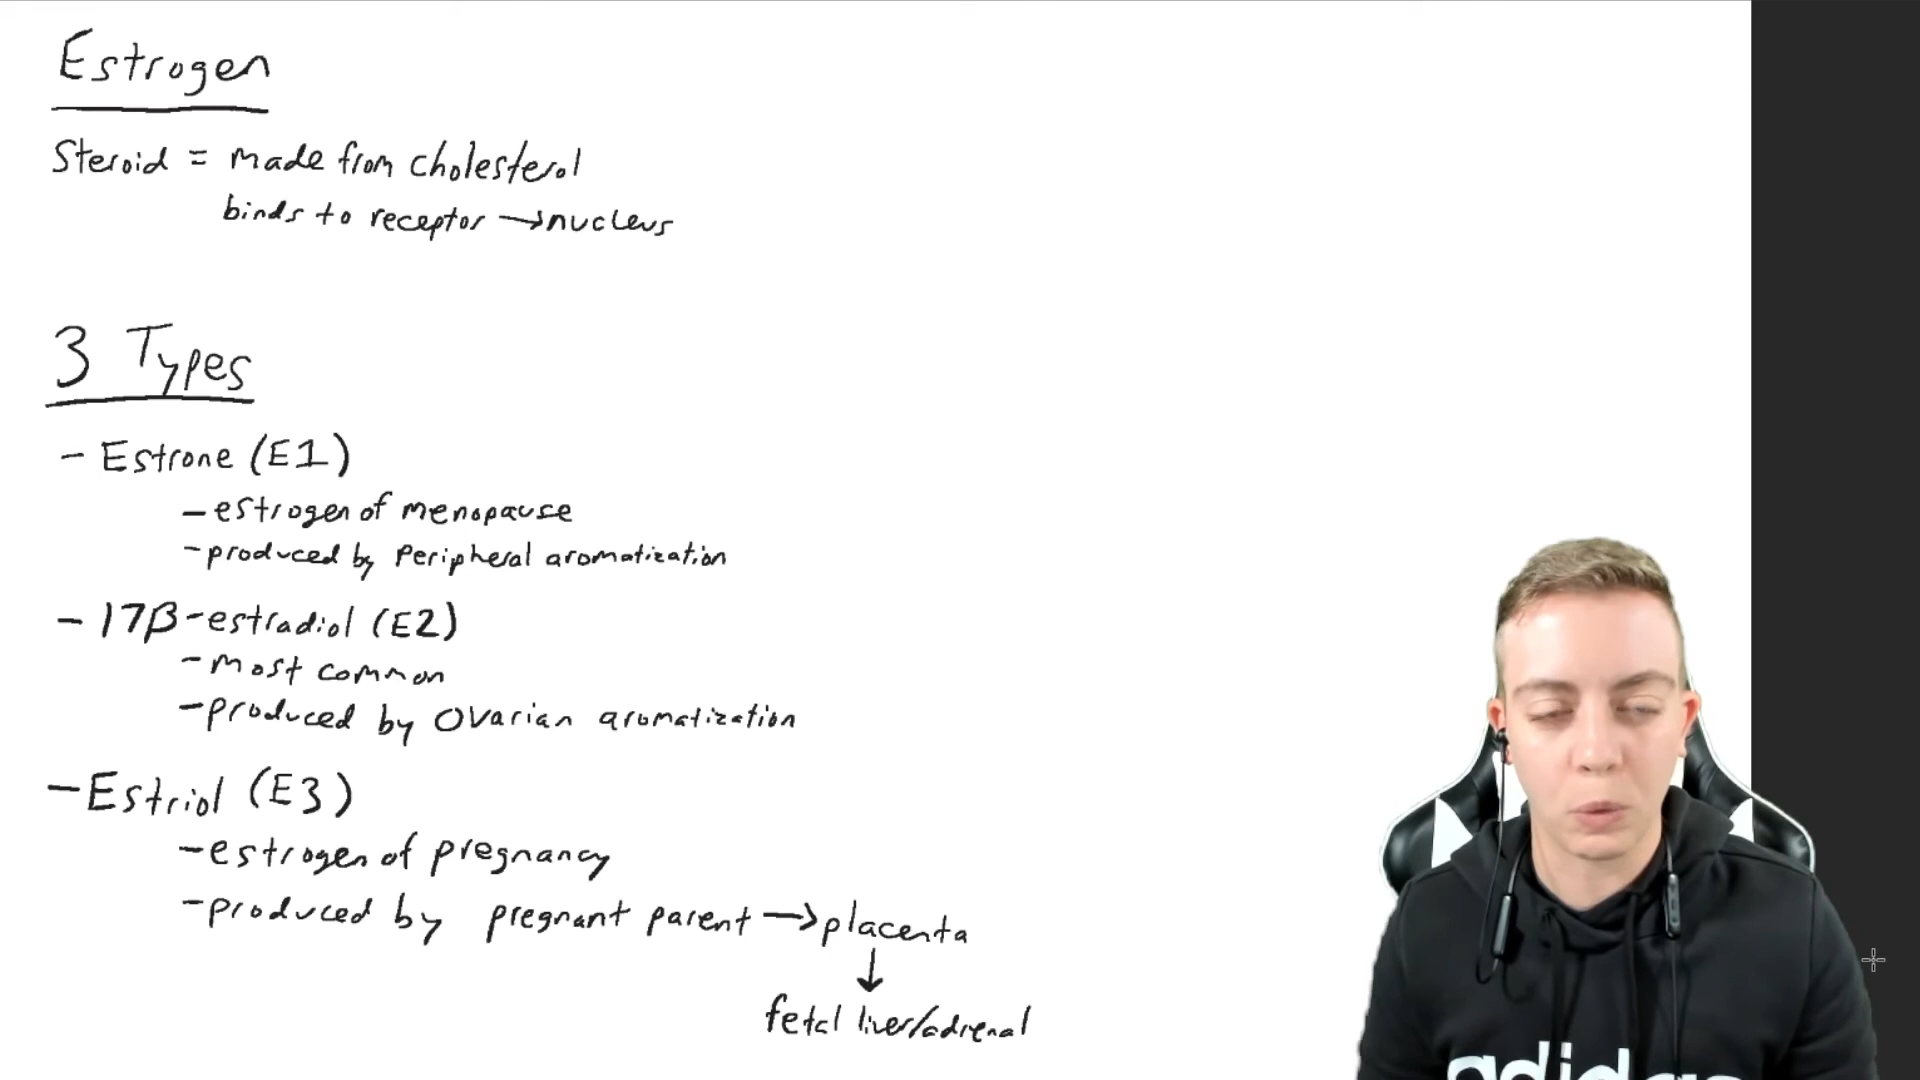 Estrogen
Steroid = made from cholesterol
binds to receptor → nucleus
3 Types
- Estrone (E1)
- estrogen of menopause
- produced by peripheral aromatization
- 17β-estradiol (E2)
- most common
- produced by Ovarian aromatization
- Estriol (E3)
- estrogen of pregnancy
- produced by pregnant parent → placenta
↓
fetal liver/adrenal
adidas